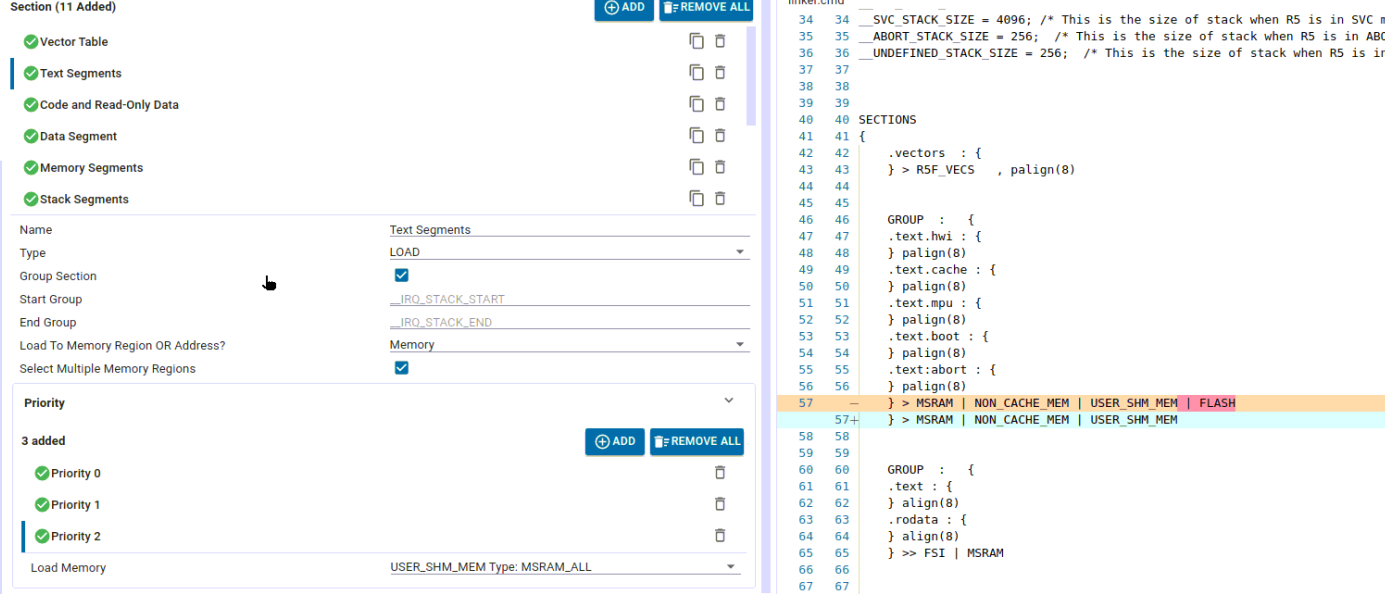 Section (11 Added)
ADD
REMOVE ALL
Vector Table
Text Segments
Code and Read-Only Data
Data Segment
Memory Segments
Stack Segments
Name
Text Segments
Type
LOAD
Group Section
Start Group
__IRQ_STACK_START
End Group
__IRQ_STACK_END
Load To Memory Region OR Address?
Memory
Select Multiple Memory Regions
Priority
3 added
ADD
REMOVE ALL
Priority 0
Priority 1
Priority 2
Load Memory
USER_SHM_MEM Type: MSRAM_ALL
linker.cmd
34 34 __SVC_STACK_SIZE = 4096; /* This is the size of stack when R5 is in SVC m
35 35 __ABORT_STACK_SIZE = 256;  /* This is the size of stack when R5 is in ABO
36 36 __UNDEFINED_STACK_SIZE = 256;  /* This is the size of stack when R5 is in
37 37
38 38
39 39
40 40 SECTIONS
41 41 {
42 42     .vectors  : {
43 43     } > R5F_VECS   , palign(8)
44 44
45 45
46 46     GROUP  :   {
47 47     .text.hwi : {
48 48     } palign(8)
49 49     .text.cache : {
50 50     } palign(8)
51 51     .text.mpu : {
52 52     } palign(8)
53 53     .text.boot : {
54 54     } palign(8)
55 55     .text:abort : {
56 56     } palign(8)
57 −     } > MSRAM | NON_CACHE_MEM | USER_SHM_MEM | FLASH
57+     } > MSRAM | NON_CACHE_MEM | USER_SHM_MEM
58 58
59 59
60 60     GROUP  :   {
61 61     .text : {
62 62     } align(8)
63 63     .rodata : {
64 64     } align(8)
65 65     } >> FSI | MSRAM
66 66
67 67